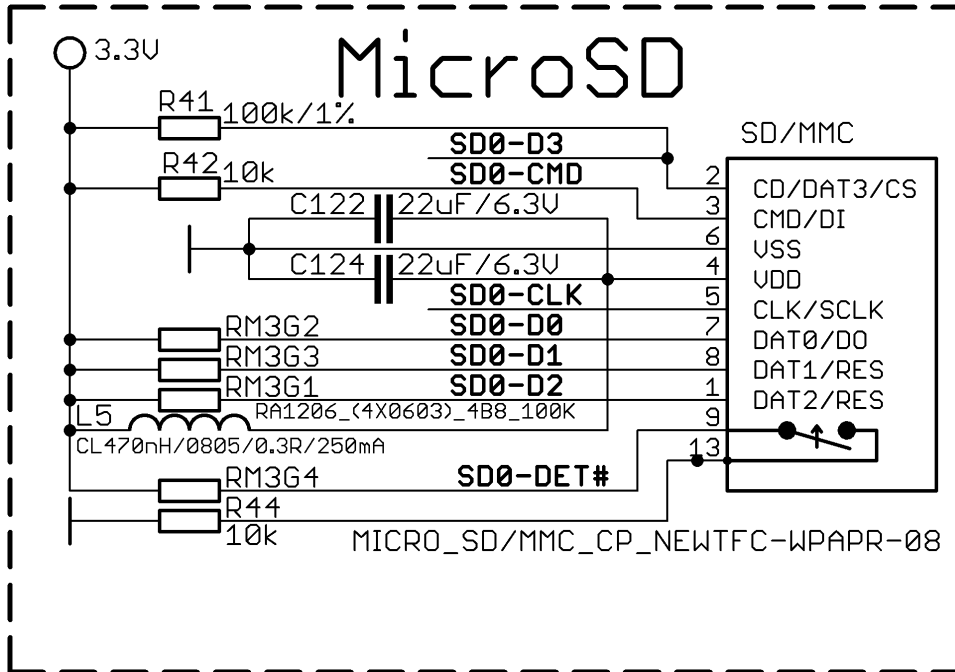 3.3V
MicroSD
R41 100k/1%
SD/MMC
SD0-D3
R42 10k
SD0-CMD
2 CD/DAT3/CS
C122 22uF/6.3V
3 CMD/DI
6 VSS
C124 22uF/6.3V
4 VDD
SD0-CLK
5 CLK/SCLK
RM3G2 SD0-D0
7 DAT0/DO
RM3G3 SD0-D1
8 DAT1/RES
RM3G1 SD0-D2
1 DAT2/RES
L5 RA1206_(4X0603)_4B8_100K
9
CL470nH/0805/0.3R/250mA
13
RM3G4 SD0-DET#
R44
10k
MICRO_SD/MMC_CP_NEWTFC-WPAPR-08